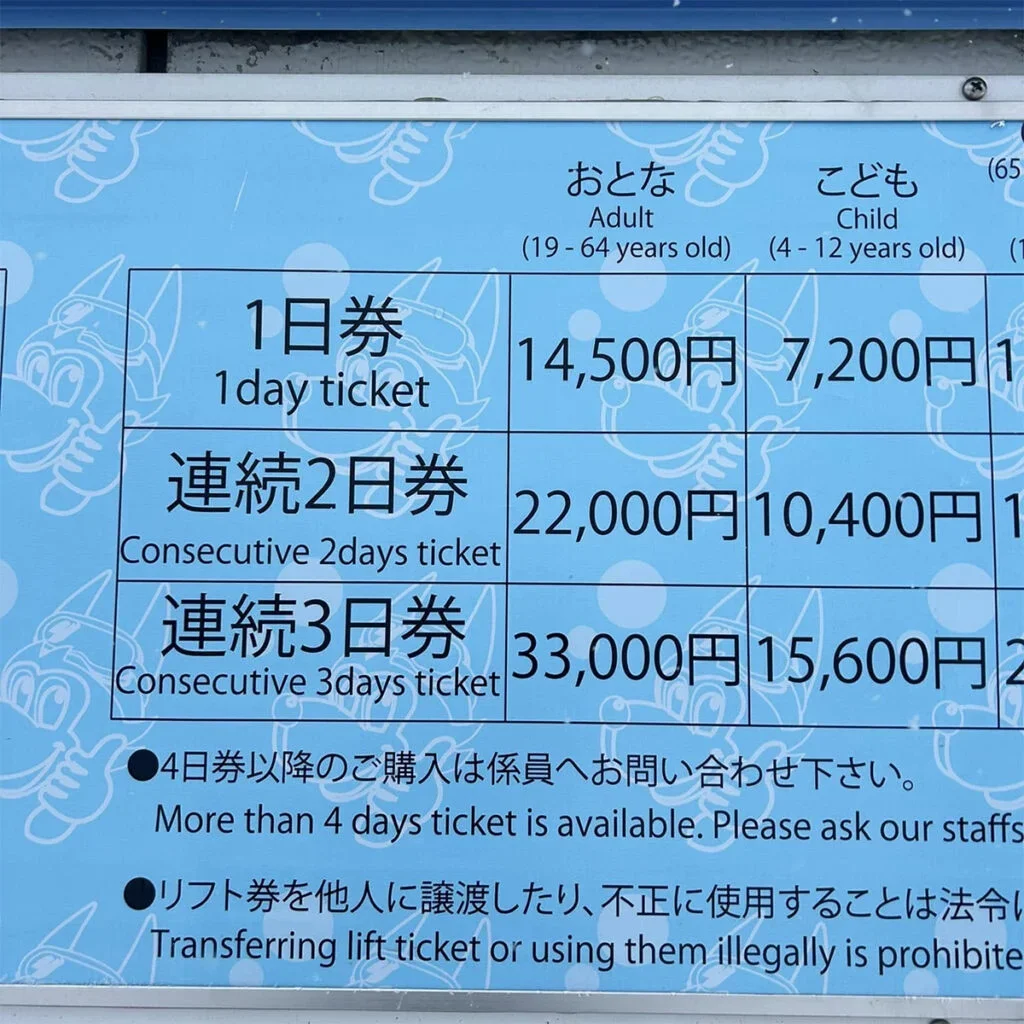 おとな
Adult
(19 - 64 years old)
こども
Child
(4 - 12 years old)
(65
1日券
1day ticket
14,500円
7,200円
1
連続2日券
Consecutive 2days ticket
22,000円
10,400円
1
連続3日券
Consecutive 3days ticket
33,000円
15,600円
2
●4日券以降のご購入は係員へお問い合わせ下さい。
More than 4 days ticket is available. Please ask our staffs
●リフト券を他人に譲渡したり、不正に使用することは法令に
Transferring lift ticket or using them illegally is prohibite